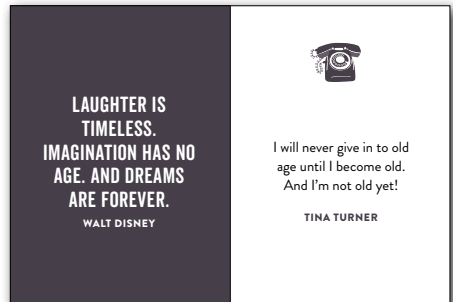 LAUGHTER IS
TIMELESS.
IMAGINATION HAS NO
AGE. AND DREAMS
ARE FOREVER.
WALT DISNEY
I will never give in to old
age until I become old.
And I’m not old yet!
TINA TURNER